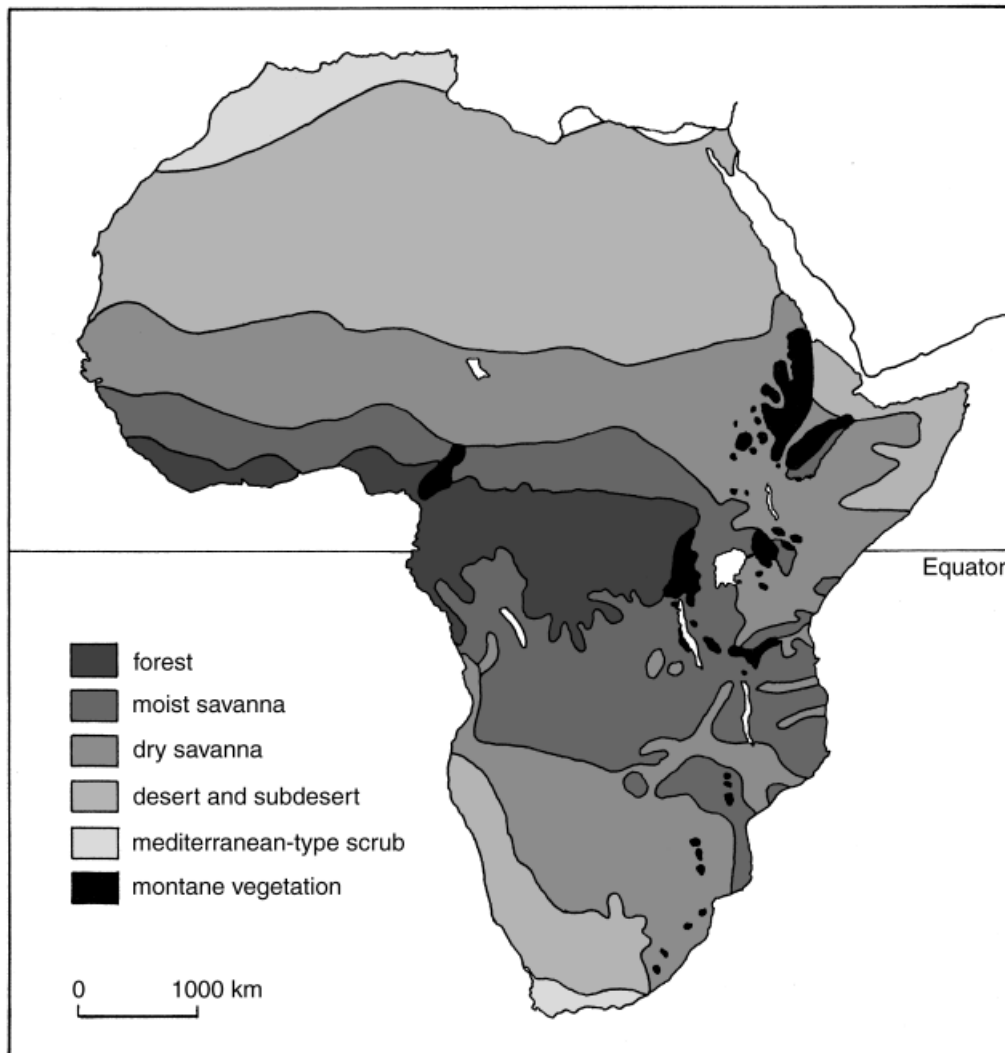 Equator
forest
moist savanna
dry savanna
desert and subdesert
mediterranean-type scrub
montane vegetation
0 1000 km